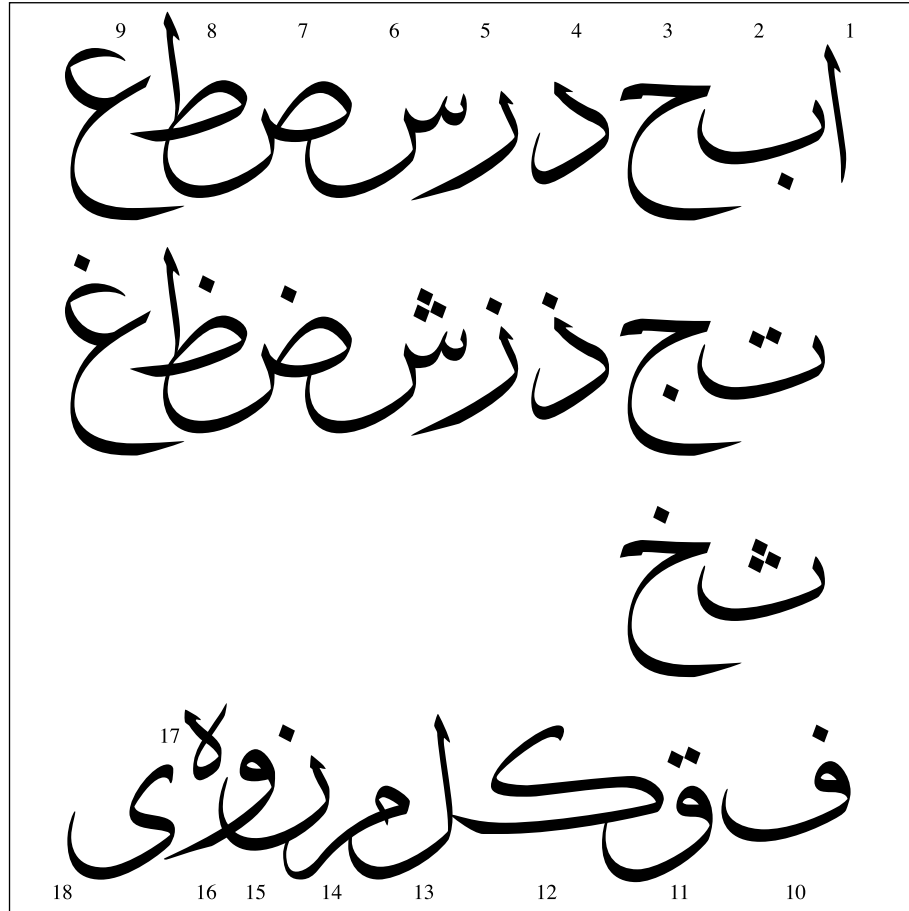 1 2 3 4 5 6 7 8 9
ا ب ح د ر س ص ط ع
ت ج ذ ز ش ض ظ غ
ث خ
ف ق ک ل م ن و ه ی
17
10 11 12 13 14 15 16 18